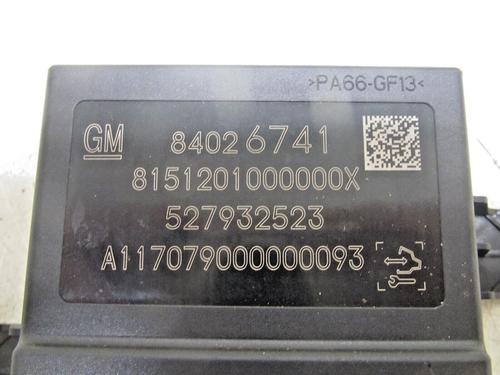 >PA66-GF13<
GM 84026741
8151201000000X
527932523
A117079000000093